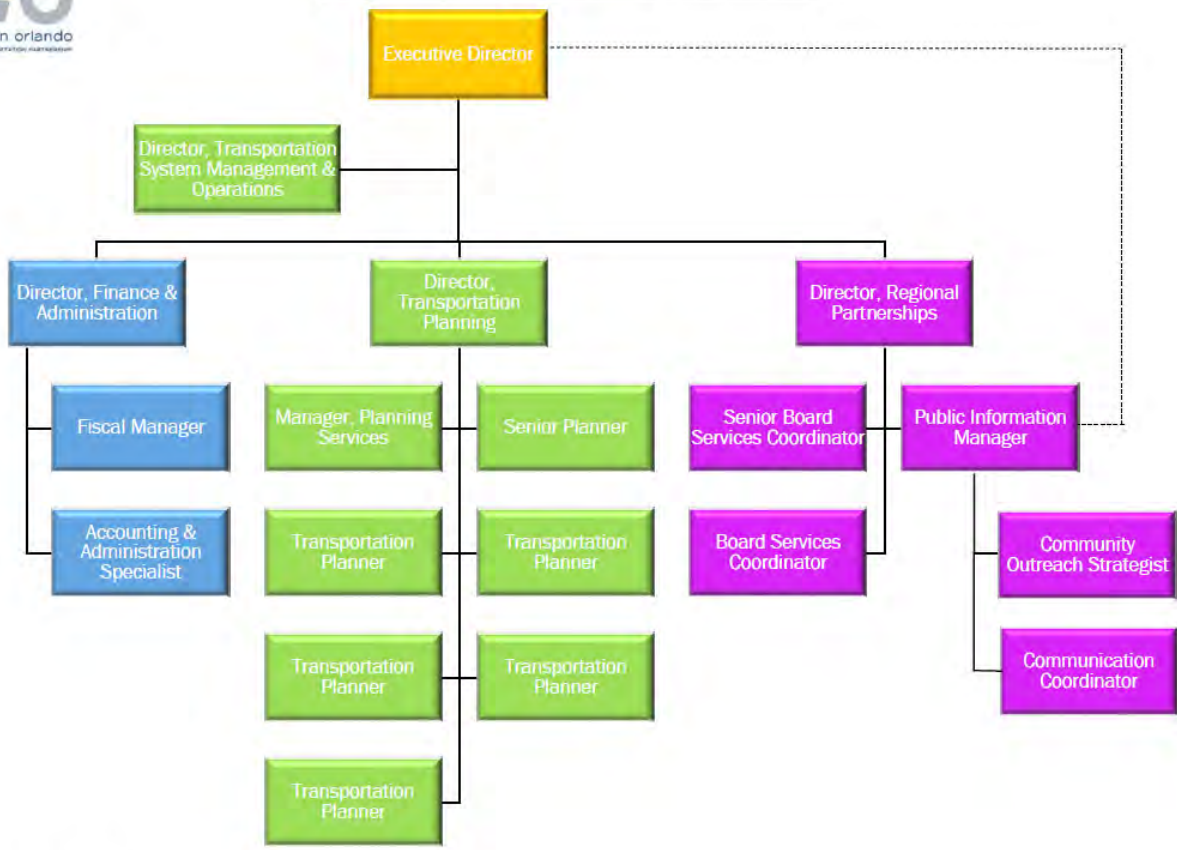 n orlando
Executive Director
Director, Transportation
System Management &
Operations
Director, Finance &
Administration
Director,
Transportation
Planning
Director, Regional
Partnerships
Fiscal Manager
Manager, Planning
Services
Senior Planner
Senior Board
Services Coordinator
Public Information
Manager
Accounting &
Administration
Specialist
Transportation
Planner
Transportation
Planner
Board Services
Coordinator
Community
Outreach Strategist
Transportation
Planner
Transportation
Planner
Communication
Coordinator
Transportation
Planner